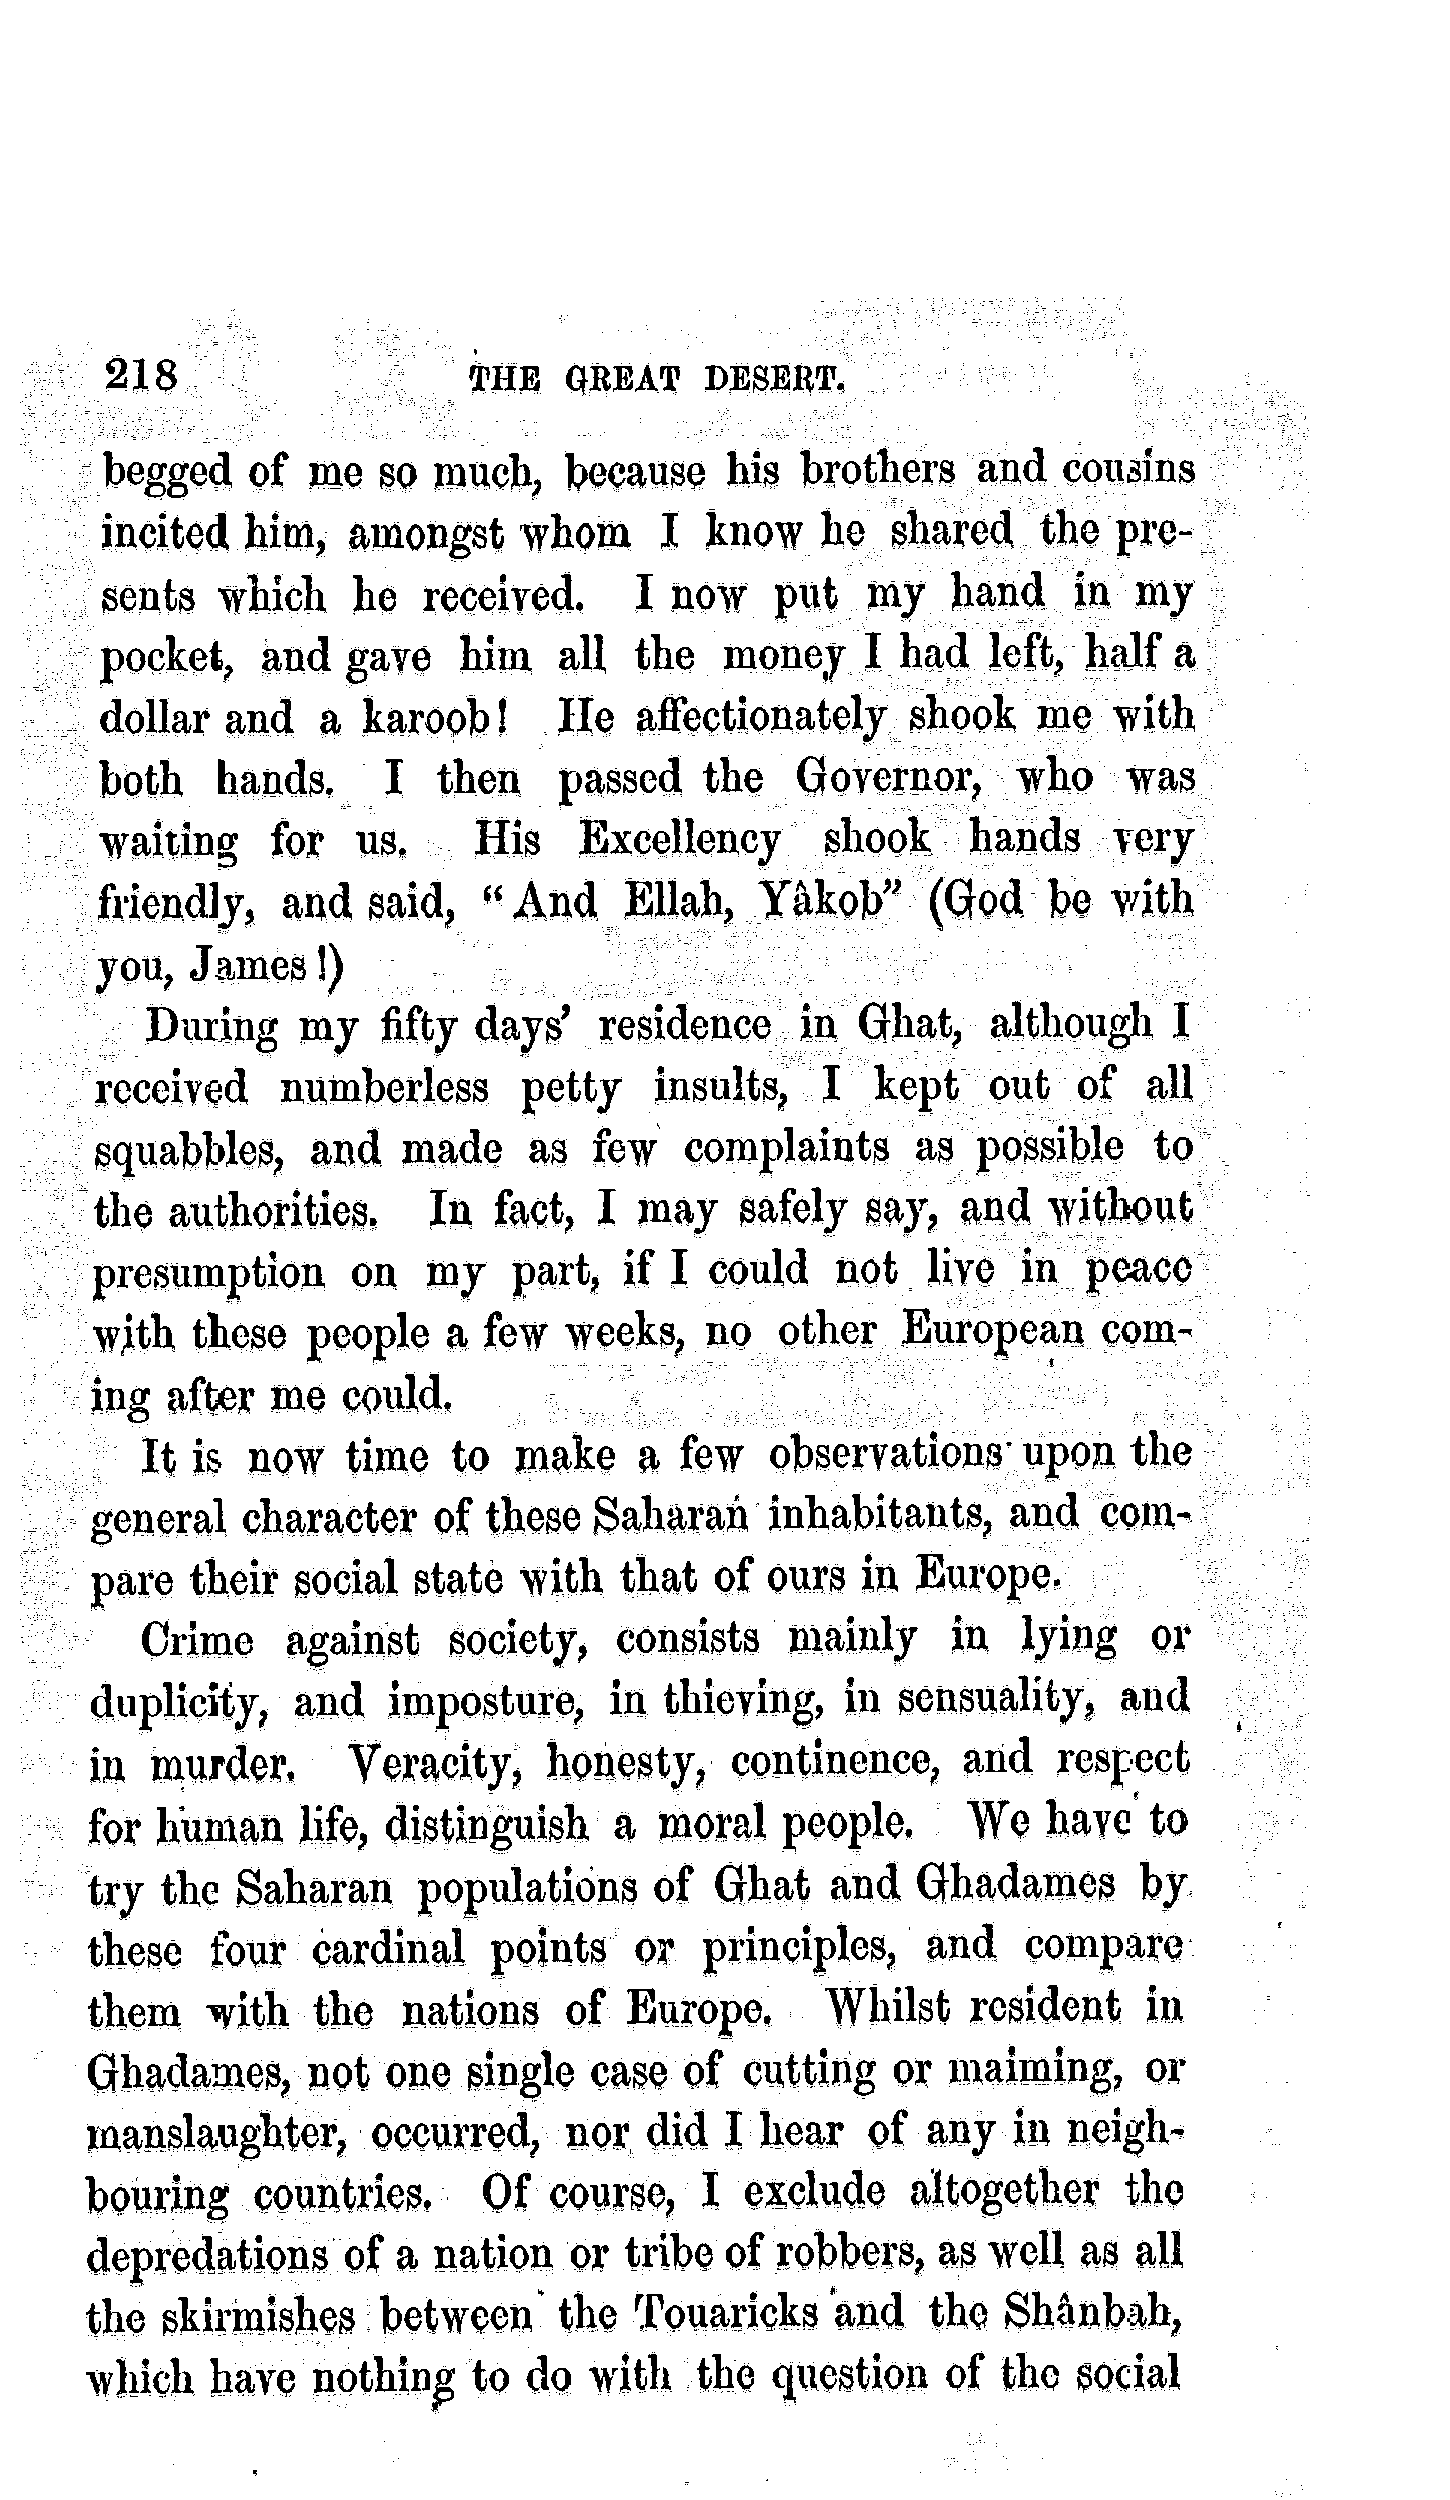 218 THE GREAT DESERT.
begged of me so much, because his brothers and cousins
incited him, amongst whom I know he shared the pre-
sents which he received. I now put my hand in my
pocket, and gave him all the money I had left, half a
dollar and a karoob! He affectionately shook me with
both hands. I then passed the Governor, who was
waiting for us. His Excellency shook hands very
friendly, and said, “And Ellah, Yâkob” (God be with
you, James!)
During my fifty days’ residence in Ghat, although I
received numberless petty insults, I kept out of all
squabbles, and made as few complaints as possible to
the authorities. In fact, I may safely say, and without
presumption on my part, if I could not live in peace
with these people a few weeks, no other European com-
ing after me could.
It is now time to make a few observations upon the
general character of these Saharan inhabitants, and com-
pare their social state with that of ours in Europe.
Crime against society, consists mainly in lying or
duplicity, and imposture, in thieving, in sensuality, and
in murder. Veracity, honesty, continence, and respect
for human life, distinguish a moral people. We have to
try the Saharan populations of Ghat and Ghadames by
these four cardinal points or principles, and compare
them with the nations of Europe. Whilst resident in
Ghadames, not one single case of cutting or maiming, or
manslaughter, occurred, nor did I hear of any in neigh-
bouring countries. Of course, I exclude altogether the
depredations of a nation or tribe of robbers, as well as all
the skirmishes between the Touaricks and the Shânbah,
which have nothing to do with the question of the social